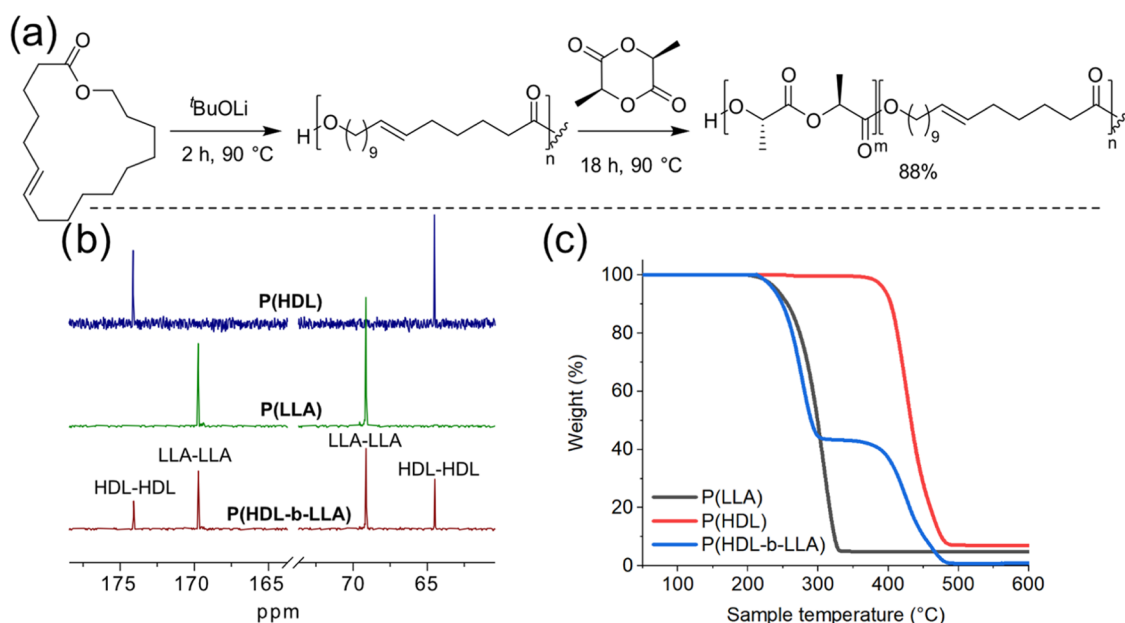 (a)
O
O
ᵗBuOLi
2 h, 90 °C
H
O
9
O
n
O
O
O
O
18 h, 90 °C
H
O
O
O
O
m
O
9
O
n
88%
(b)
P(HDL)
P(LLA)
LLA-LLA
LLA-LLA
HDL-HDL
HDL-HDL
P(HDL-b-LLA)
175
170
165
70
65
ppm
(c)
100
80
60
40
20
0
Weight (%)
P(LLA)
P(HDL)
P(HDL-b-LLA)
100
200
300
400
500
600
Sample temperature (°C)